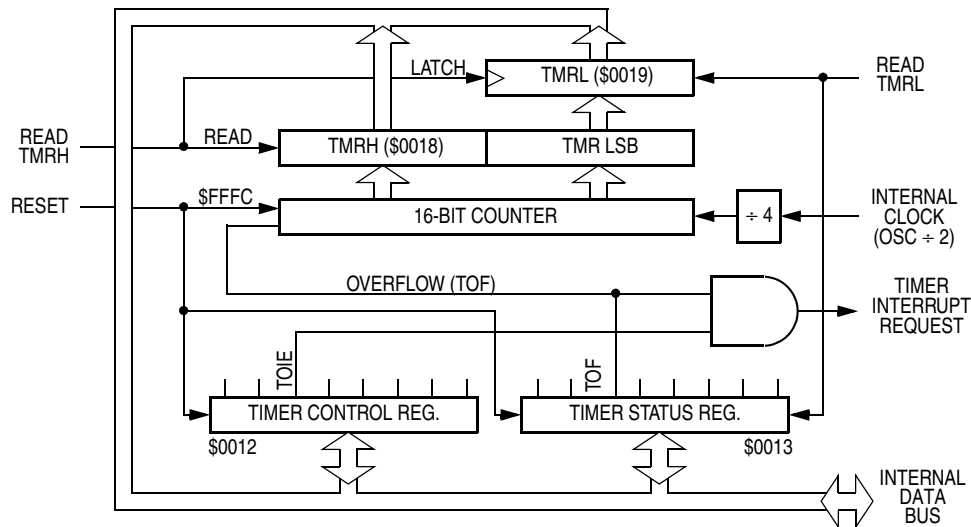 LATCH
TMRL ($0019)
READ
TMRL
READ
TMRH
READ
TMRH ($0018)
TMR LSB
RESET
$FFFC
16-BIT COUNTER
÷ 4
INTERNAL
CLOCK
(OSC ÷ 2)
OVERFLOW (TOF)
TIMER
INTERRUPT
REQUEST
TOIE
TOF
TIMER CONTROL REG.
TIMER STATUS REG.
$0012
$0013
INTERNAL
DATA
BUS